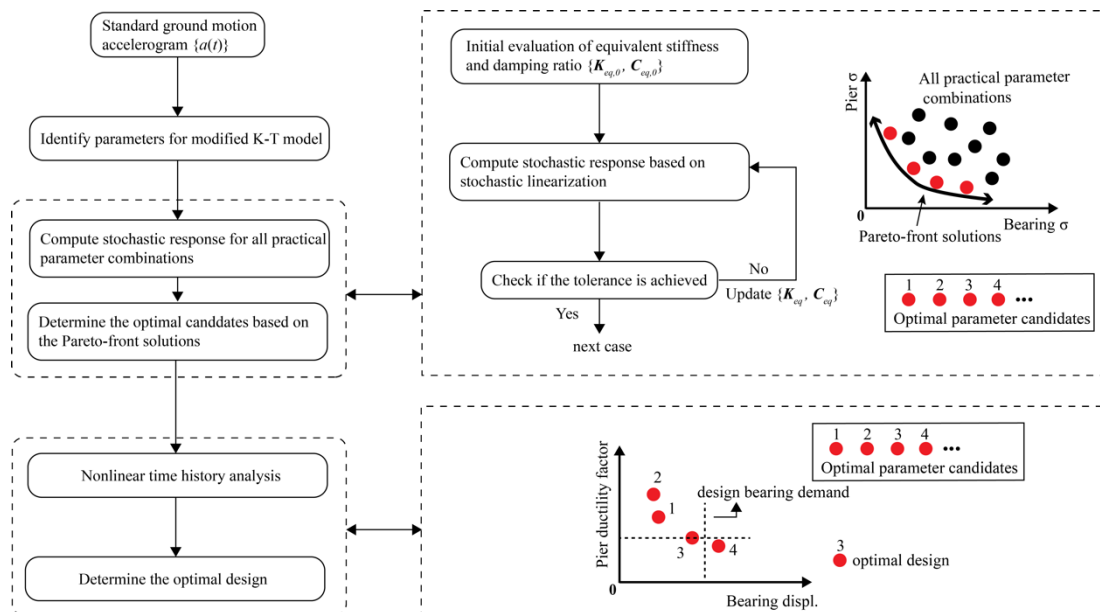 Standard ground motion
accelerogram {a(t)}
Identify parameters for modified K-T model
Compute stochastic response for all practical
parameter combinations
Determine the optimal canddates based on
the Pareto-front solutions
Nonlinear time history analysis
Determine the optimal design
Initial evaluation of equivalent stiffness
and damping ratio {K_eq,0, C_eq,0}
Compute stochastic response based on
stochastic linearization
Check if the tolerance is achieved
No
Update {K_eq, C_eq}
Yes
next case
Pier σ
All practical parameter
combinations
0
Bearing σ
Pareto-front solutions
1 2 3 4
...
Optimal parameter candidates
1 2 3 4
...
Optimal parameter candidates
Pier ductility factor
2
1
design bearing demand
3
4
3
optimal design
0
Bearing displ.